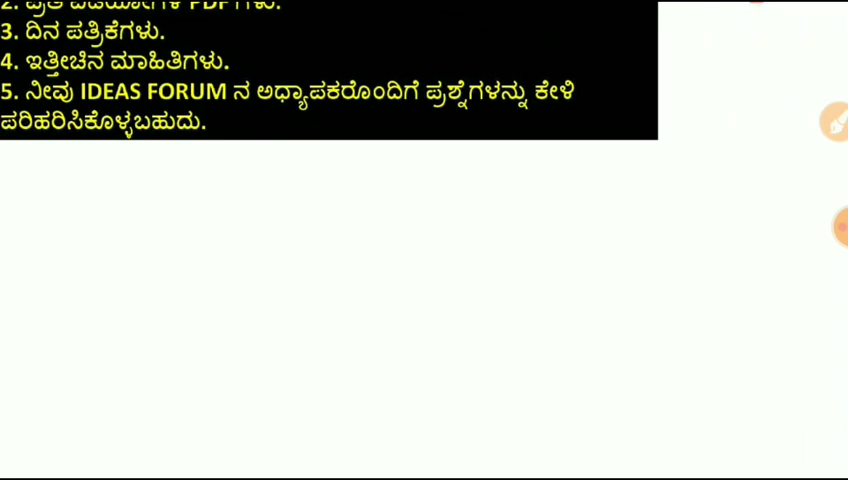 3. ದಿನ ಪತ್ರಿಕೆಗಳು.
4. ಇತ್ತೀಚಿನ ಮಾಹಿತಿಗಳು.
5. ನೀವು IDEAS FORUM ನ ಅಧ್ಯಾಪಕರೊಂದಿಗೆ ಪ್ರಶ್ನೆಗಳನ್ನು ಕೇಳಿ
ಪರಿಹರಿಸಿಕೊಳ್ಳಬಹುದು.